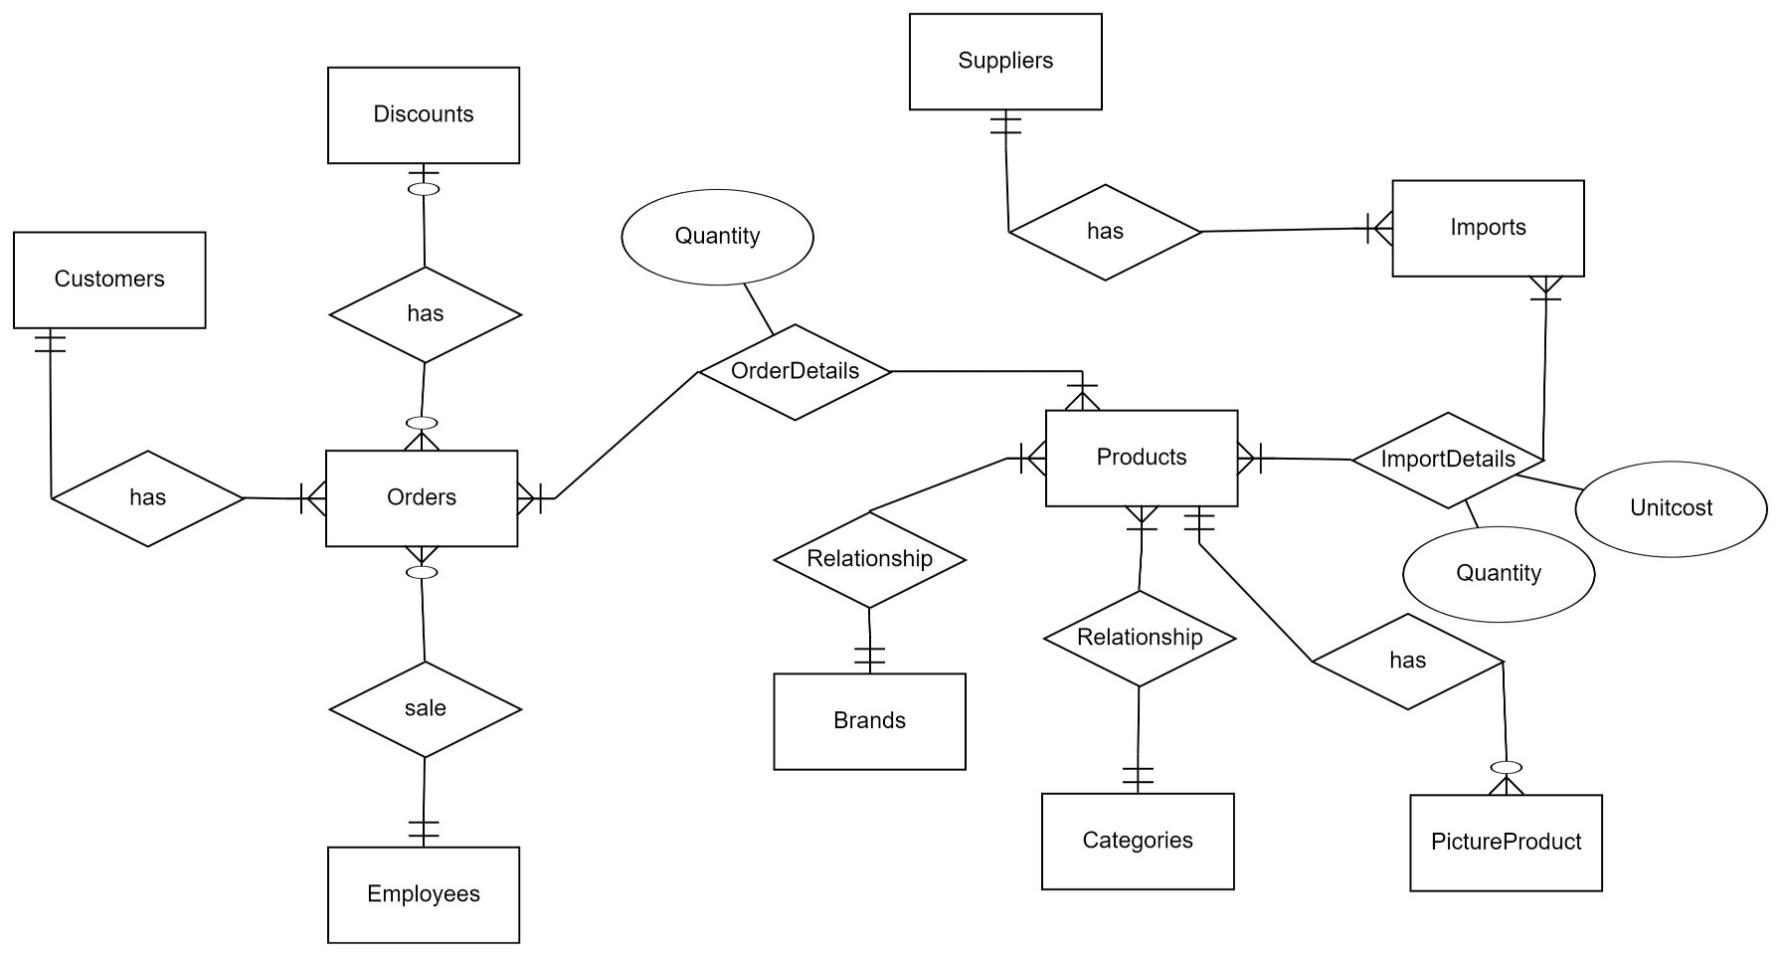 Suppliers
Discounts
Imports
has
Quantity
Customers
has
OrderDetails
Products
ImportDetails
has
Orders
Unitcost
Relationship
Quantity
Relationship
has
sale
Brands
Categories
PictureProduct
Employees